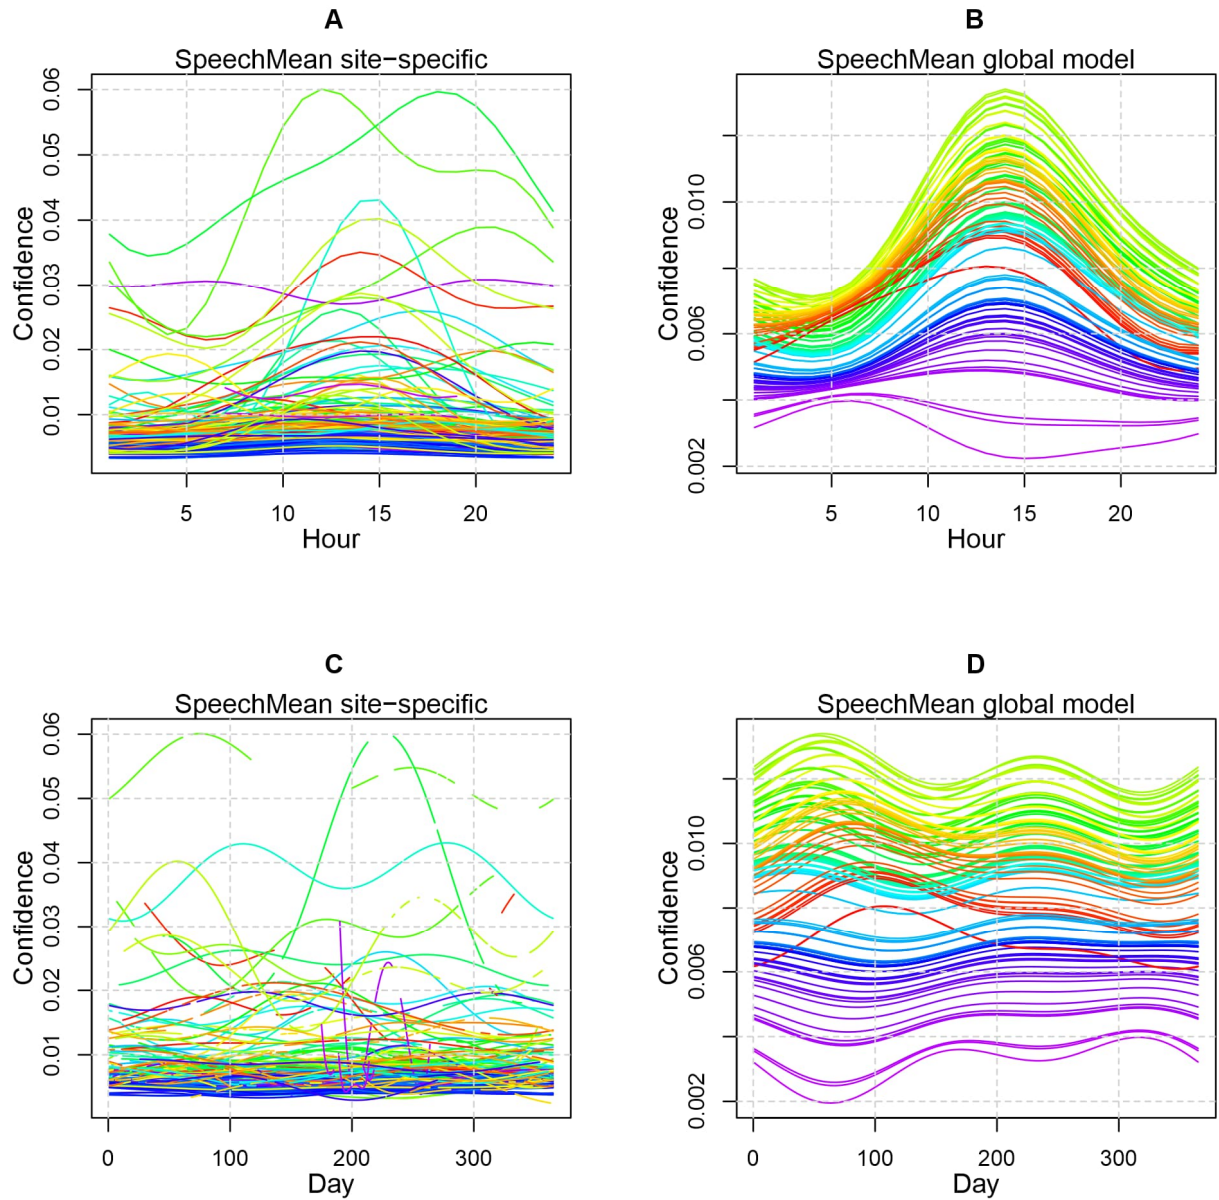 A
SpeechMean site−specific
Confidence
0.01 0.02 0.03 0.04 0.05 0.06
5 10 15 20
Hour
B
SpeechMean global model
Confidence
0.002 0.006 0.010
5 10 15 20
Hour
C
SpeechMean site−specific
Confidence
0.01 0.02 0.03 0.04 0.05 0.06
0 100 200 300
Day
D
SpeechMean global model
Confidence
0.002 0.006 0.010
0 100 200 300
Day